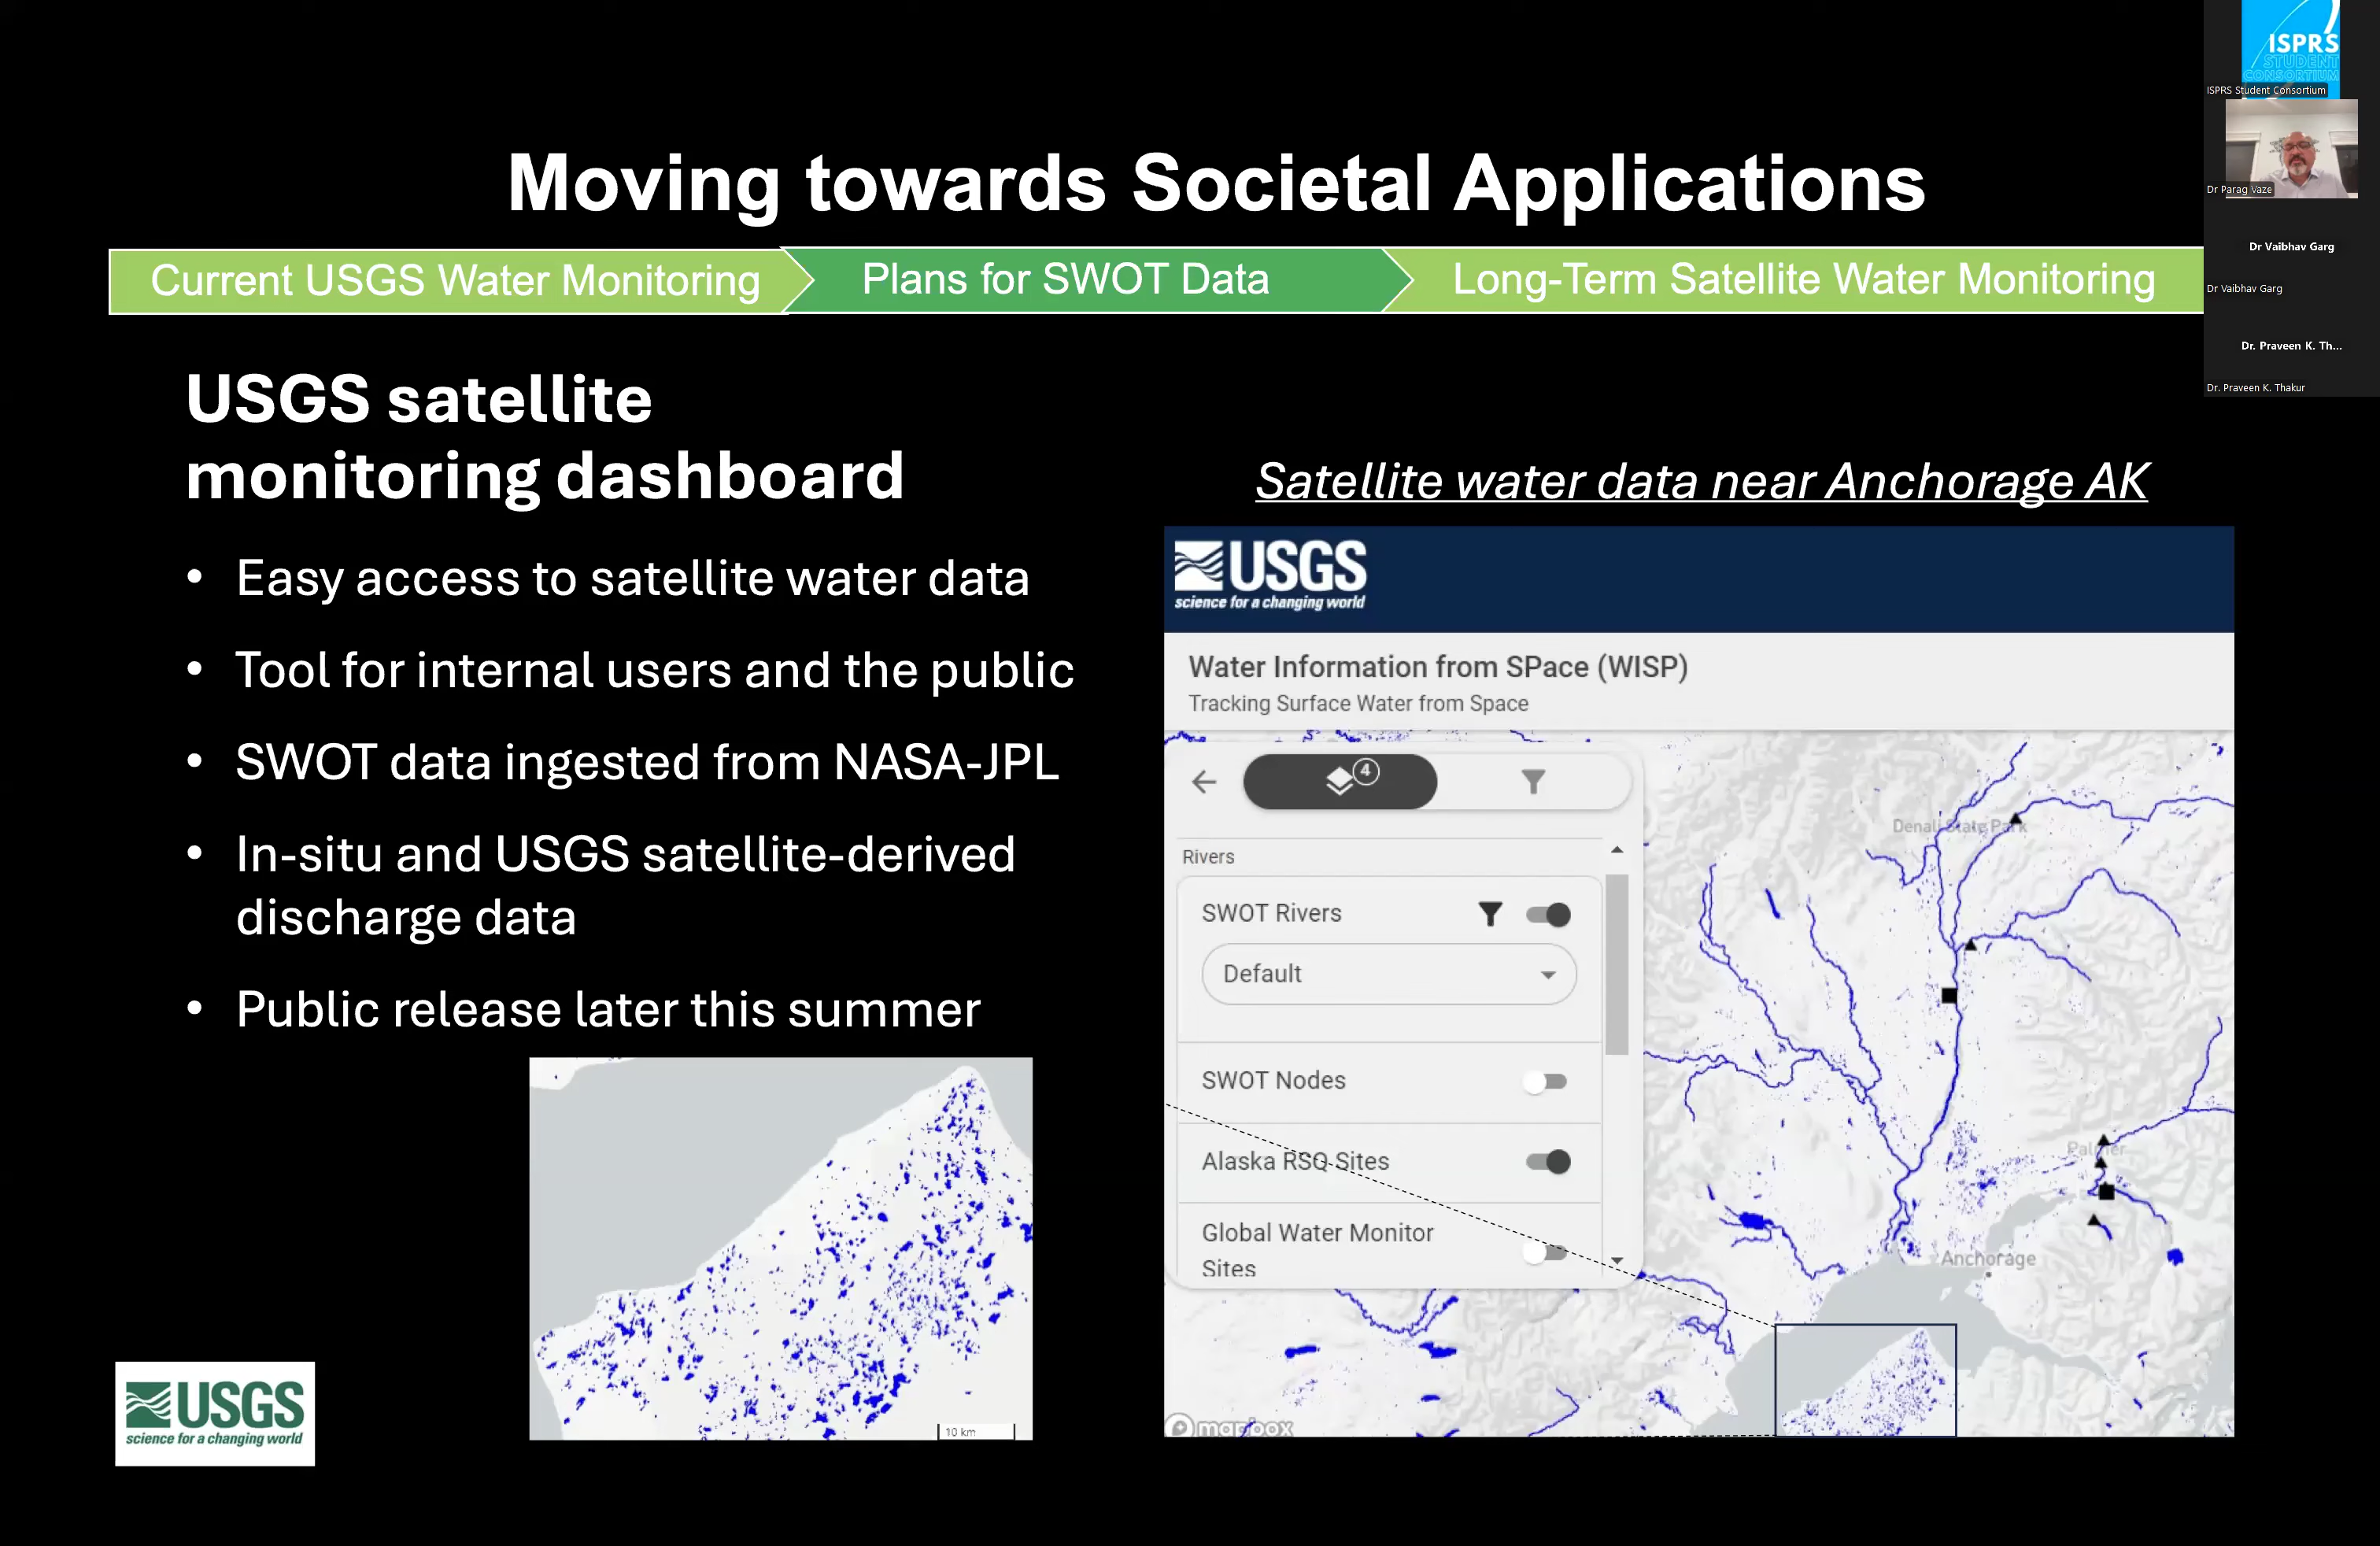 Moving towards Societal Applications
Current USGS Water Monitoring
Plans for SWOT Data
Long-Term Satellite Water Monitoring
USGS satellite
monitoring dashboard
• Easy access to satellite water data
• Tool for internal users and the public
• SWOT data ingested from NASA-JPL
• In-situ and USGS satellite-derived
discharge data
• Public release later this summer
10 km
USGS
science for a changing world
Satellite water data near Anchorage AK
USGS
science for a changing world
Water Information from SPace (WISP)
Tracking Surface Water from Space
4
Rivers
SWOT Rivers
Default
SWOT Nodes
Alaska RSQ Sites
Global Water Monitor
Sites
Denali State Park
Palmer
Anchorage
mapbox
ISPRS
STUDENT
CONSORTIUM
ISPRS Student Consortium
Dr Parag Vaze
Dr Vaibhav Garg
Dr Vaibhav Garg
Dr. Praveen K. Th...
Dr. Praveen K. Thakur